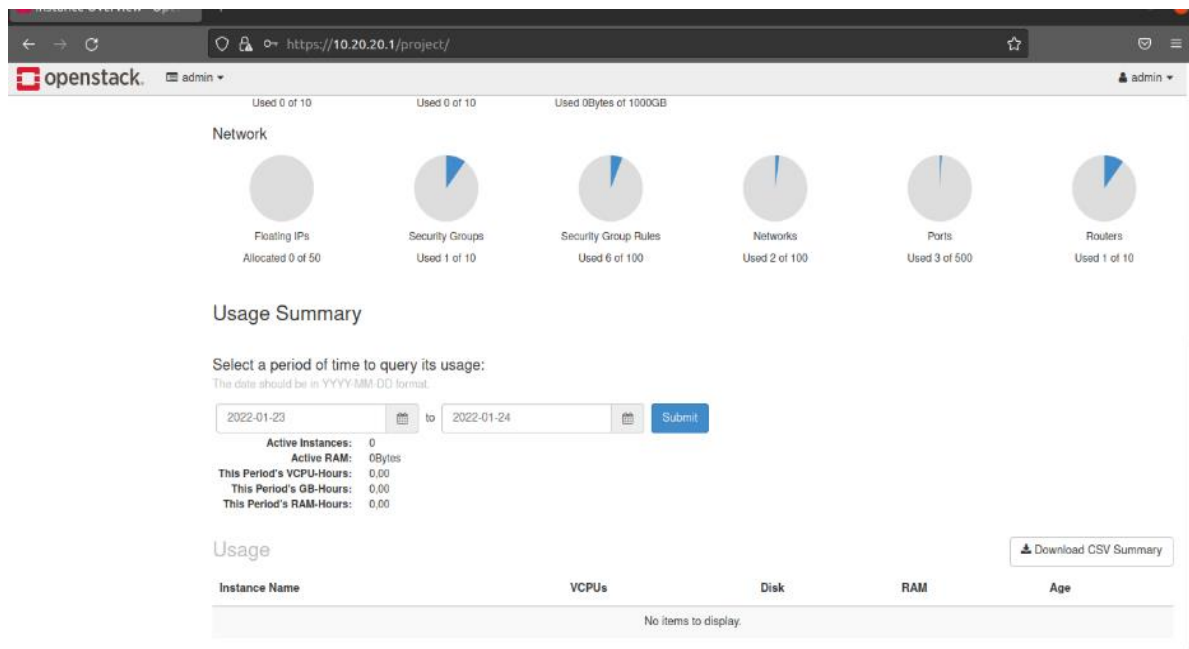 https://10.20.20.1/project/
openstack. admin admin
Used 0 of 10 Used 0 of 10 Used 0Bytes of 1000GB
Network
Floating IPs Security Groups Security Group Rules Networks Ports Routers
Allocated 0 of 50 Used 1 of 10 Used 6 of 100 Used 2 of 100 Used 3 of 500 Used 1 of 10
Usage Summary
Select a period of time to query its usage:
The date should be in YYYY-MM-DD format.
2022-01-23 to 2022-01-24 Submit
Active Instances: 0
Active RAM: 0Bytes
This Period's VCPU-Hours: 0,00
This Period's GB-Hours: 0,00
This Period's RAM-Hours: 0,00
Usage Download CSV Summary
Instance Name VCPUs Disk RAM Age
No items to display.